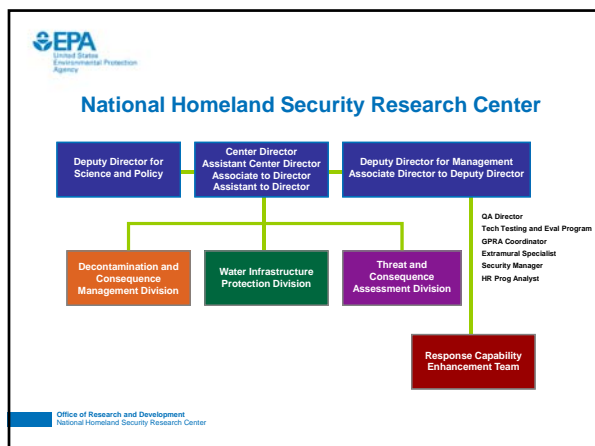 EPA
United States
Environmental Protection
Agency
National Homeland Security Research Center
Deputy Director for
Science and Policy
Center Director
Assistant Center Director
Associate to Director
Assistant to Director
Deputy Director for Management
Associate Director to Deputy Director
QA Director
Tech Testing and Eval Program
GPRA Coordinator
Extramural Specialist
Security Manager
HR Prog Analyst
Decontamination and
Consequence
Management Division
Water Infrastructure
Protection Division
Threat and
Consequence
Assessment Division
Response Capability
Enhancement Team
Office of Research and Development
National Homeland Security Research Center